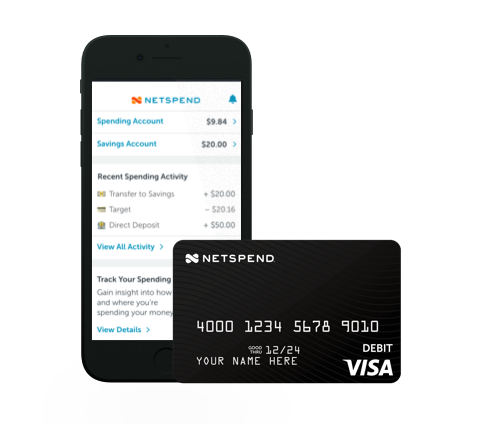 NETSPEND
Spending Account $9.84 >
Savings Account $20.00 >
Recent Spending Activity
Transfer to Savings + $20.00
Target – $20.16
Direct Deposit + $50.00
View All Activity >
Track Your Spending
Gain insight into how
and where you're
spending your money
View Details >
NETSPEND
4000 1234 5678 9010
GOOD THRU 12/24
DEBIT
YOUR NAME HERE
VISA